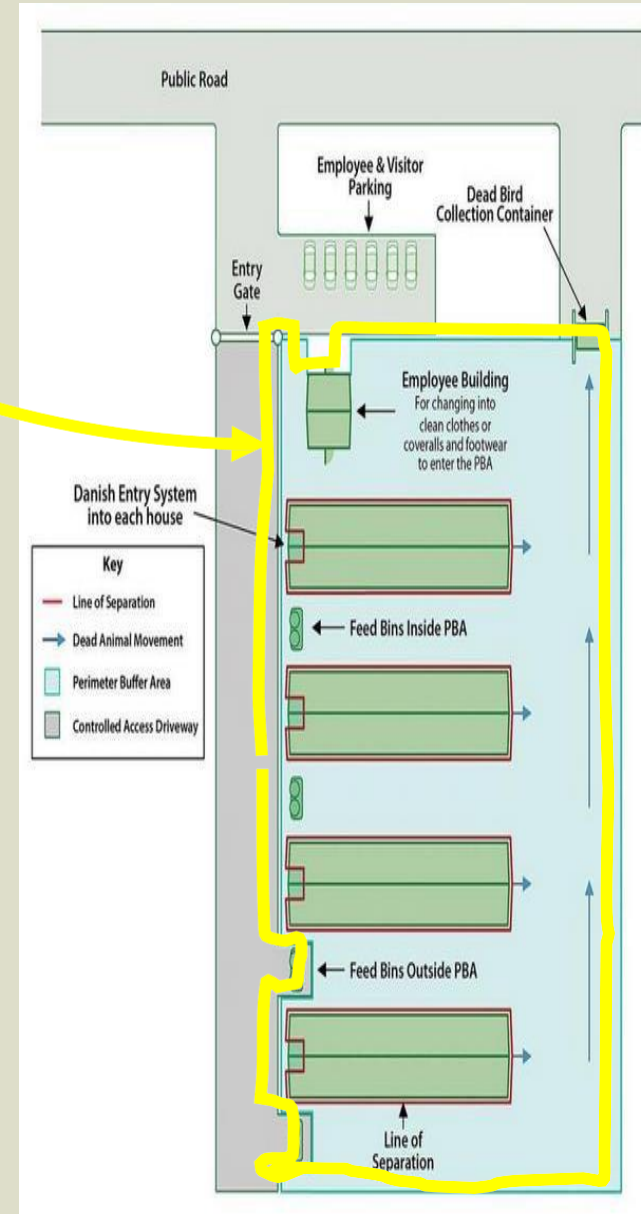 Public Road
Employee & Visitor
Parking
Dead Bird
Collection Container
Entry
Gate
Employee Building
For changing into
clean clothes or
coveralls and footwear
to enter the PBA
Danish Entry System
into each house
Key
Line of Separation
Dead Animal Movement
Perimeter Buffer Area
Controlled Access Driveway
Feed Bins Inside PBA
Feed Bins Outside PBA
Line of
Separation